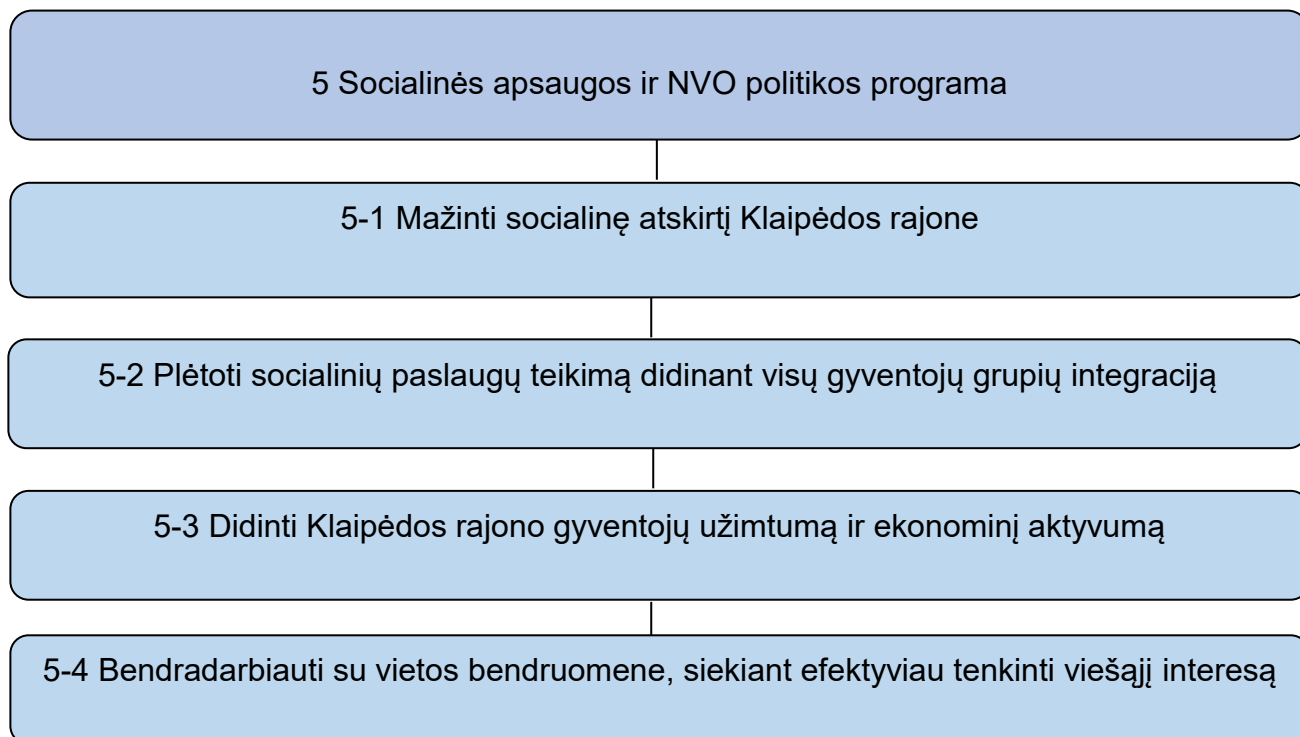 5 Socialinės apsaugos ir NVO politikos programa
5-1 Mažinti socialinę atskirtį Klaipėdos rajone
5-2 Plėtoti socialinių paslaugų teikimą didinant visų gyventojų grupių integraciją
5-3 Didinti Klaipėdos rajono gyventojų užimtumą ir ekonominį aktyvumą
5-4 Bendradarbiauti su vietos bendruomene, siekiant efektyviau tenkinti viešąjį interesą